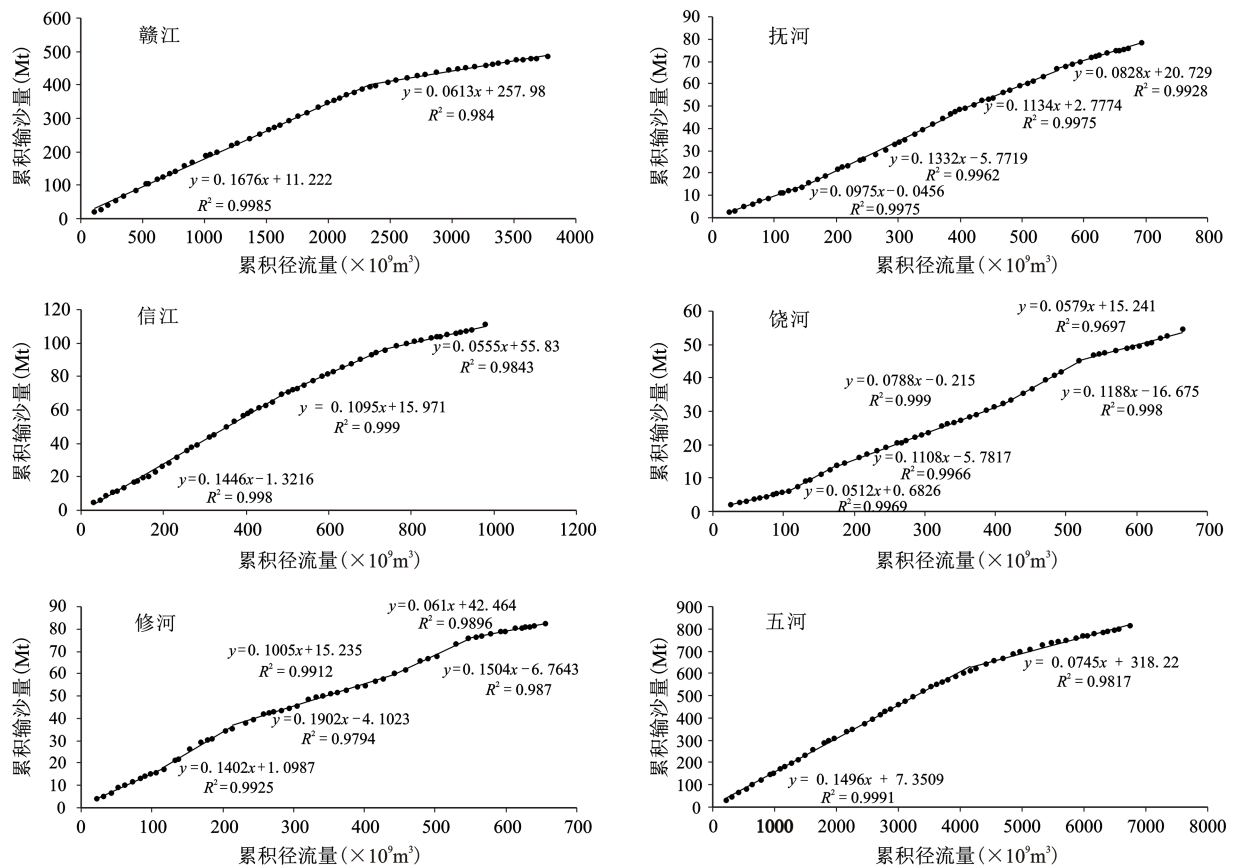 赣江
累积输沙量(Mt)
600
500
400
300
200
100
0
y=0.0613x+257.98
R²=0.984
y=0.1676x+11.222
R²=0.9985
0 500 1000 1500 2000 2500 3000 3500 4000
累积径流量(×10⁹m³)
抚河
累积输沙量(Mt)
90
80
70
60
50
40
30
20
10
0
y=0.0828x+20.729
R²=0.9928
y=0.1134x+2.7774
R²=0.9975
y=0.1332x-5.7719
R²=0.9962
y=0.0975x-0.0456
R²=0.9975
0 100 200 300 400 500 600 700 800
累积径流量(×10⁹m³)
信江
累积输沙量(Mt)
120
100
80
60
40
20
0
y=0.0555x+55.83
R²=0.9843
y = 0.1095x+15.971
R²=0.999
y=0.1446x-1.3216
R²=0.998
0 200 400 600 800 1000 1200
累积径流量(×10⁹m³)
饶河
累积输沙量(Mt)
60
50
40
30
20
10
0
y=0.0579x+15.241
R²=0.9697
y=0.0788x-0.215
R²=0.999
y=0.1188x-16.675
R²=0.998
y=0.1108x-5.7817
R²=0.9966
y=0.0512x+0.6826
R²=0.9969
0 100 200 300 400 500 600 700
累积径流量(×10⁹m³)
修河
累积输沙量(Mt)
90
80
70
60
50
40
30
20
10
0
y=0.061x+42.464
R²=0.9896
y=0.1005x+15.235
R²=0.9912
y=0.1504x-6.7643
R²=0.987
y=0.1902x-4.1023
R²=0.9794
y=0.1402x+1.0987
R²=0.9925
0 100 200 300 400 500 600 700
累积径流量(×10⁹m³)
五河
累积输沙量(Mt)
900
800
700
600
500
400
300
200
100
0
y = 0.0745x + 318.22
R²=0.9817
y = 0.1496x + 7.3509
R²=0.9991
0 1000 2000 3000 4000 5000 6000 7000 8000
累积径流量(×10⁹m³)